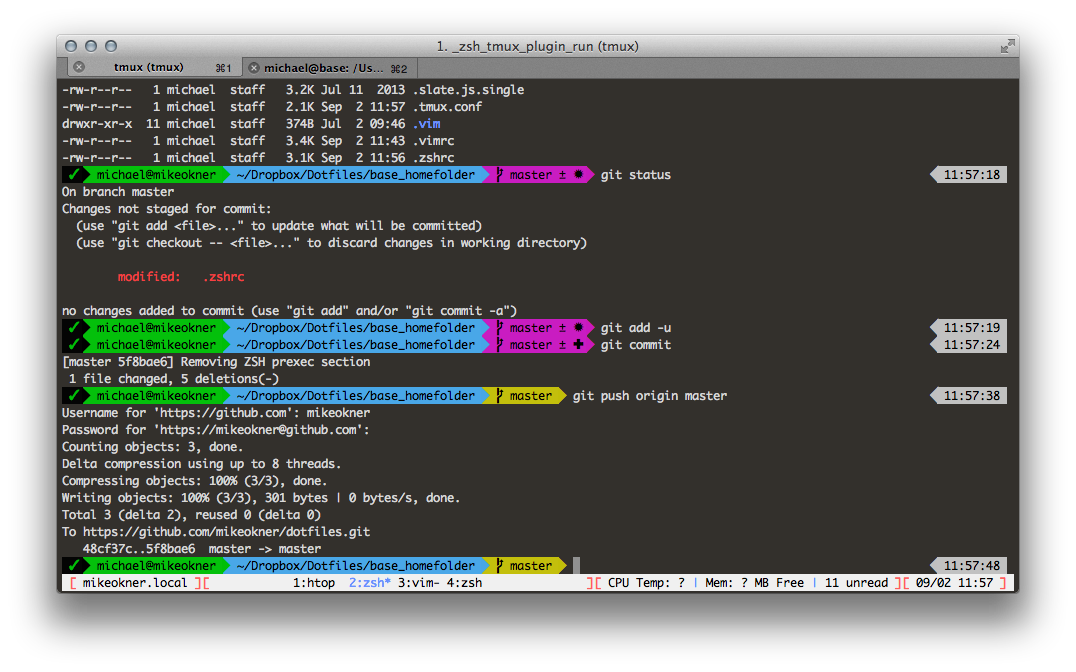 1. _zsh_tmux_plugin_run (tmux)
tmux (tmux) ⌘1 michael@base: /Us... ⌘2
-rw-r--r-- 1 michael staff 3.2K Jul 11 2013 .slate.js.single
-rw-r--r-- 1 michael staff 2.1K Sep 2 11:57 .tmux.conf
drwxr-xr-x 11 michael staff 374B Jul 2 09:46 .vim
-rw-r--r-- 1 michael staff 3.4K Sep 2 11:43 .vimrc
-rw-r--r-- 1 michael staff 3.1K Sep 2 11:56 .zshrc
✓ michael@mikeokner ~/Dropbox/Dotfiles/base_homefolder master ± ✹ git status 11:57:18
On branch master
Changes not staged for commit:
(use "git add <file>..." to update what will be committed)
(use "git checkout -- <file>..." to discard changes in working directory)
modified: .zshrc
no changes added to commit (use "git add" and/or "git commit -a")
✓ michael@mikeokner ~/Dropbox/Dotfiles/base_homefolder master ± ✹ git add -u 11:57:19
✓ michael@mikeokner ~/Dropbox/Dotfiles/base_homefolder master ± ✚ git commit 11:57:24
[master 5f8bae6] Removing ZSH prexec section
1 file changed, 5 deletions(-)
✓ michael@mikeokner ~/Dropbox/Dotfiles/base_homefolder master git push origin master 11:57:38
Username for 'https://github.com': mikeokner
Password for 'https://mikeokner@github.com':
Counting objects: 3, done.
Delta compression using up to 8 threads.
Compressing objects: 100% (3/3), done.
Writing objects: 100% (3/3), 301 bytes | 0 bytes/s, done.
Total 3 (delta 2), reused 0 (delta 0)
To https://github.com/mikeokner/dotfiles.git
48cf37c..5f8bae6 master -> master
✓ michael@mikeokner ~/Dropbox/Dotfiles/base_homefolder master 11:57:48
[ mikeokner.local ][ 1:htop 2:zsh* 3:vim- 4:zsh ][ CPU Temp: ? | Mem: ? MB Free | 11 unread ][ 09/02 11:57 ]